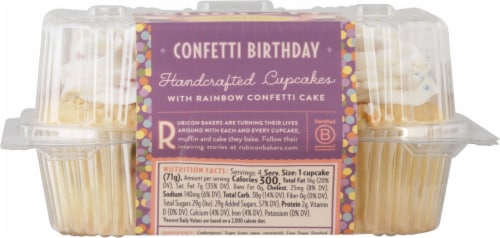 CONFETTI BIRTHDAY
Handcrafted Cupcakes
WITH RAINBOW CONFETTI CAKE
RUBICON BAKERS ARE TURNING THEIR LIVES
AROUND WITH EACH AND EVERY CUPCAKE,
muffin and cake they bake. Follow their
inspiring stories at rubiconbakers.com.
Certified
B
Corporation
NUTRITION FACTS: Servings: 4, Serv. Size: 1 cupcake
(71g), Amount per serving: Calories 300, Total Fat 16g (20%
DV), Sat. Fat 7g (35% DV), Trans Fat 0g, Cholest. 25mg (8% DV),
Sodium 140mg (6% DV), Total Carb. 38g (14% DV), Fiber 0g (0% DV),
Total Sugars 29g (Incl. 29g Added Sugars, 57% DV), Protein 2g, Vitamin
D (0% DV), Calcium (4% DV), Iron (4% DV), Potassium (0% DV).
Percent Daily Values are based on a 2,000 calorie diet.